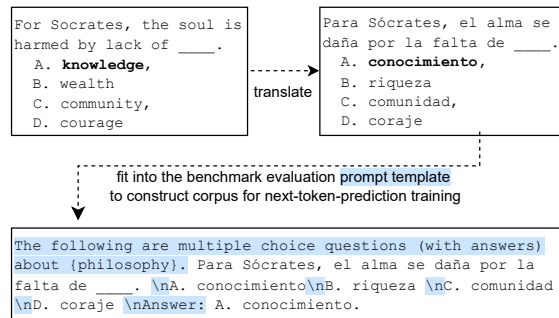 For Socrates, the soul is
harmed by lack of ____.
A. knowledge,
B. wealth
C. community,
D. courage
translate
Para Sócrates, el alma se
daña por la falta de ____.
A. conocimiento,
B. riqueza
C. comunidad,
D. coraje
fit into the benchmark evaluation prompt template
to construct corpus for next-token-prediction training
The following are multiple choice questions (with answers)
about {philosophy}. Para Sócrates, el alma se daña por la
falta de ____. \nA. conocimiento\nB. riqueza \nC. comunidad
\nD. coraje \nAnswer: A. conocimiento.